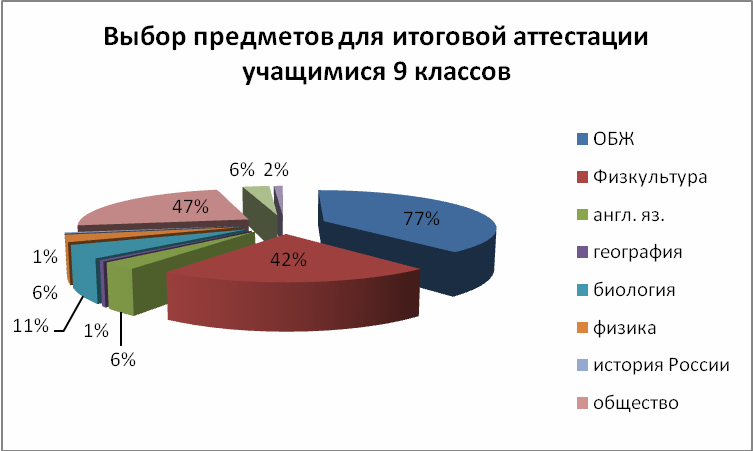 Выбор предметов для итоговой аттестации
учащимися 9 классов
6%
2%
47%
77%
42%
1%
6%
11%
1%
6%
ОБЖ
Физкультура
англ. яз.
география
биология
физика
история России
общество